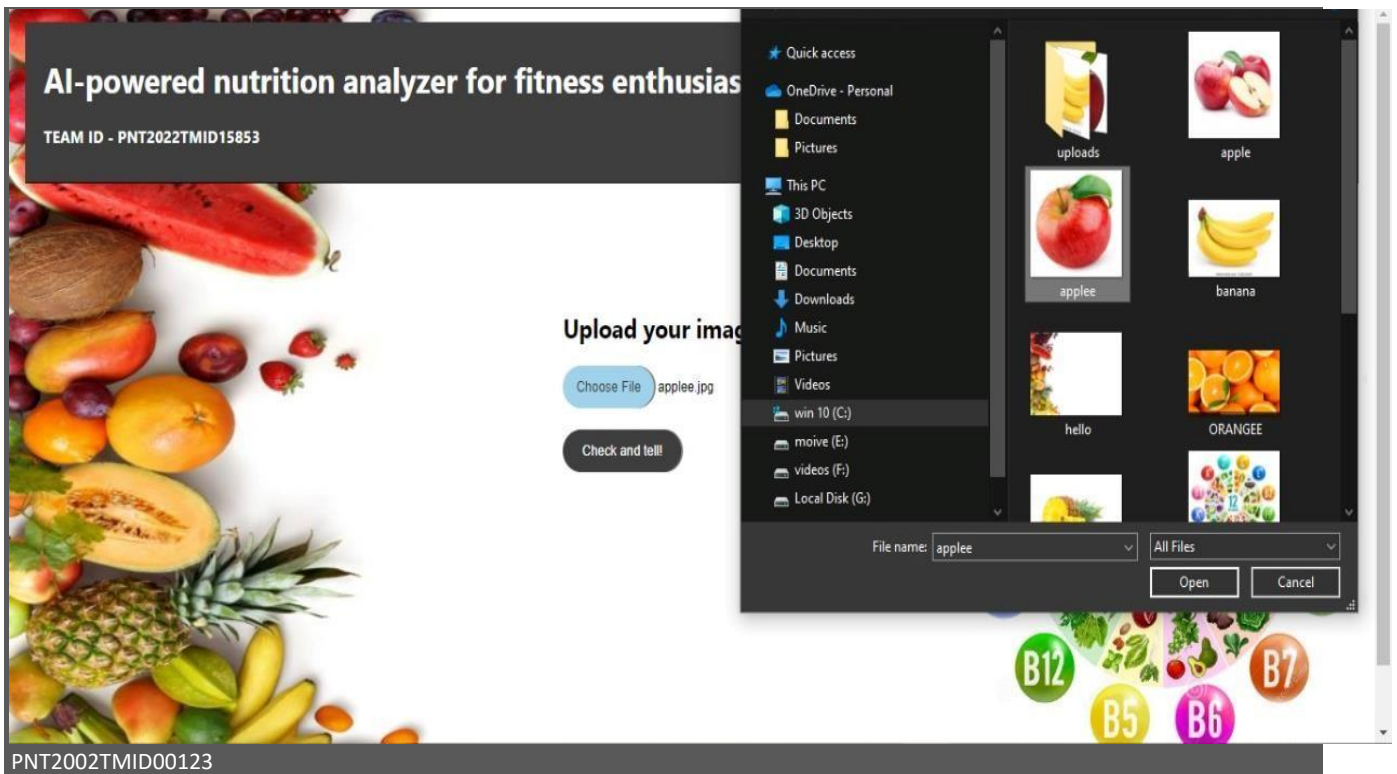 AI-powered nutrition analyzer for fitness enthusias
TEAM ID - PNT2022TMID15853
Upload your imag
Choose File applee.jpg
Check and tell!
Quick access
OneDrive - Personal
Documents
Pictures
This PC
3D Objects
Desktop
Documents
Downloads
Music
Pictures
Videos
win 10 (C:)
moive (E:)
videos (F:)
Local Disk (G:)
uploads
apple
applee
banana
hello
ORANGEE
12
File name: applee
All Files
Open
Cancel
B12
B7
B5
B6
PNT2002TMID00123